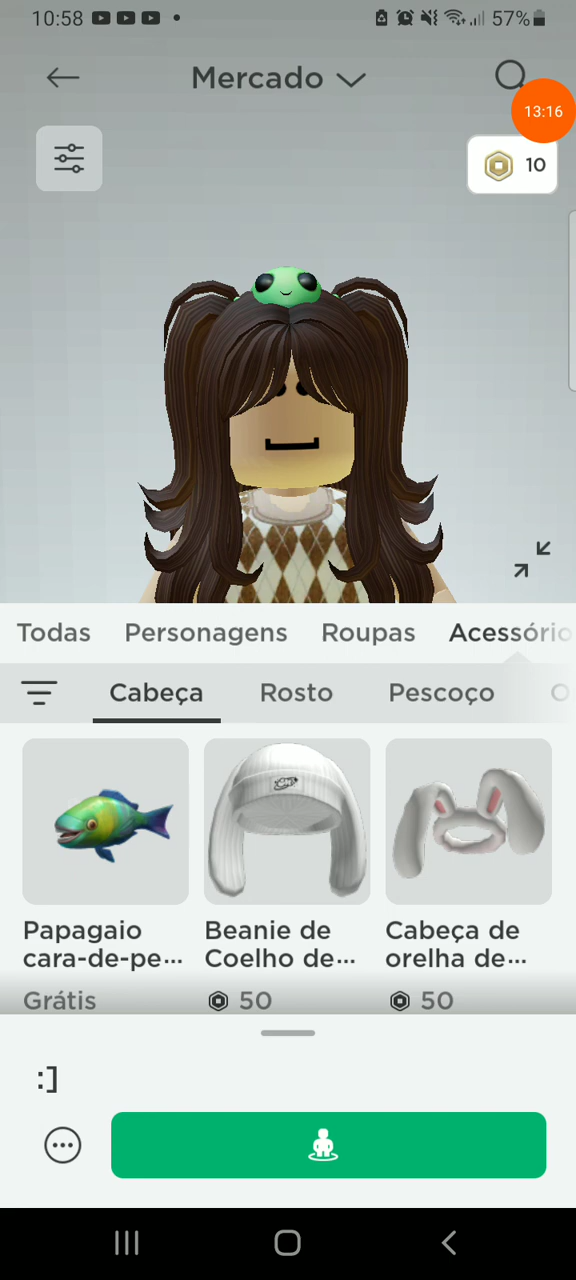 10:58
57%
Mercado
13:16
10
Todas Personagens Roupas Acessório
Cabeça Rosto Pescoço O
Papagaio
cara-de-pe...
Grátis
Beanie de
Coelho de...
50
Cabeça de
orelha de...
50
:]